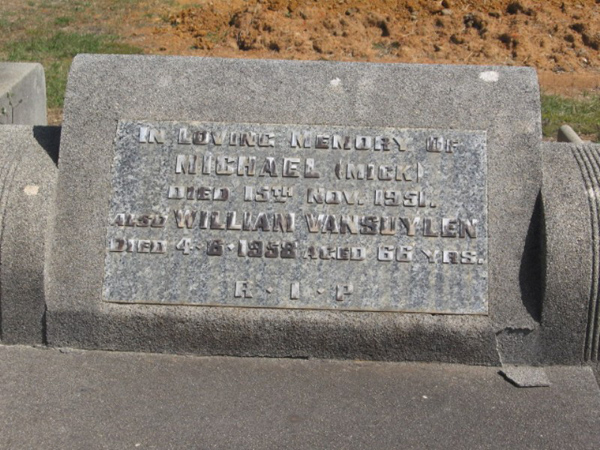 IN LOVING MEMORY OF
MICHAEL (MICK)
DIED 15TH NOV. 1951.
ALSO WILLIAM VANSUYLEN
DIED 4·6·1958 AGED 66 YRS.
R·I·P